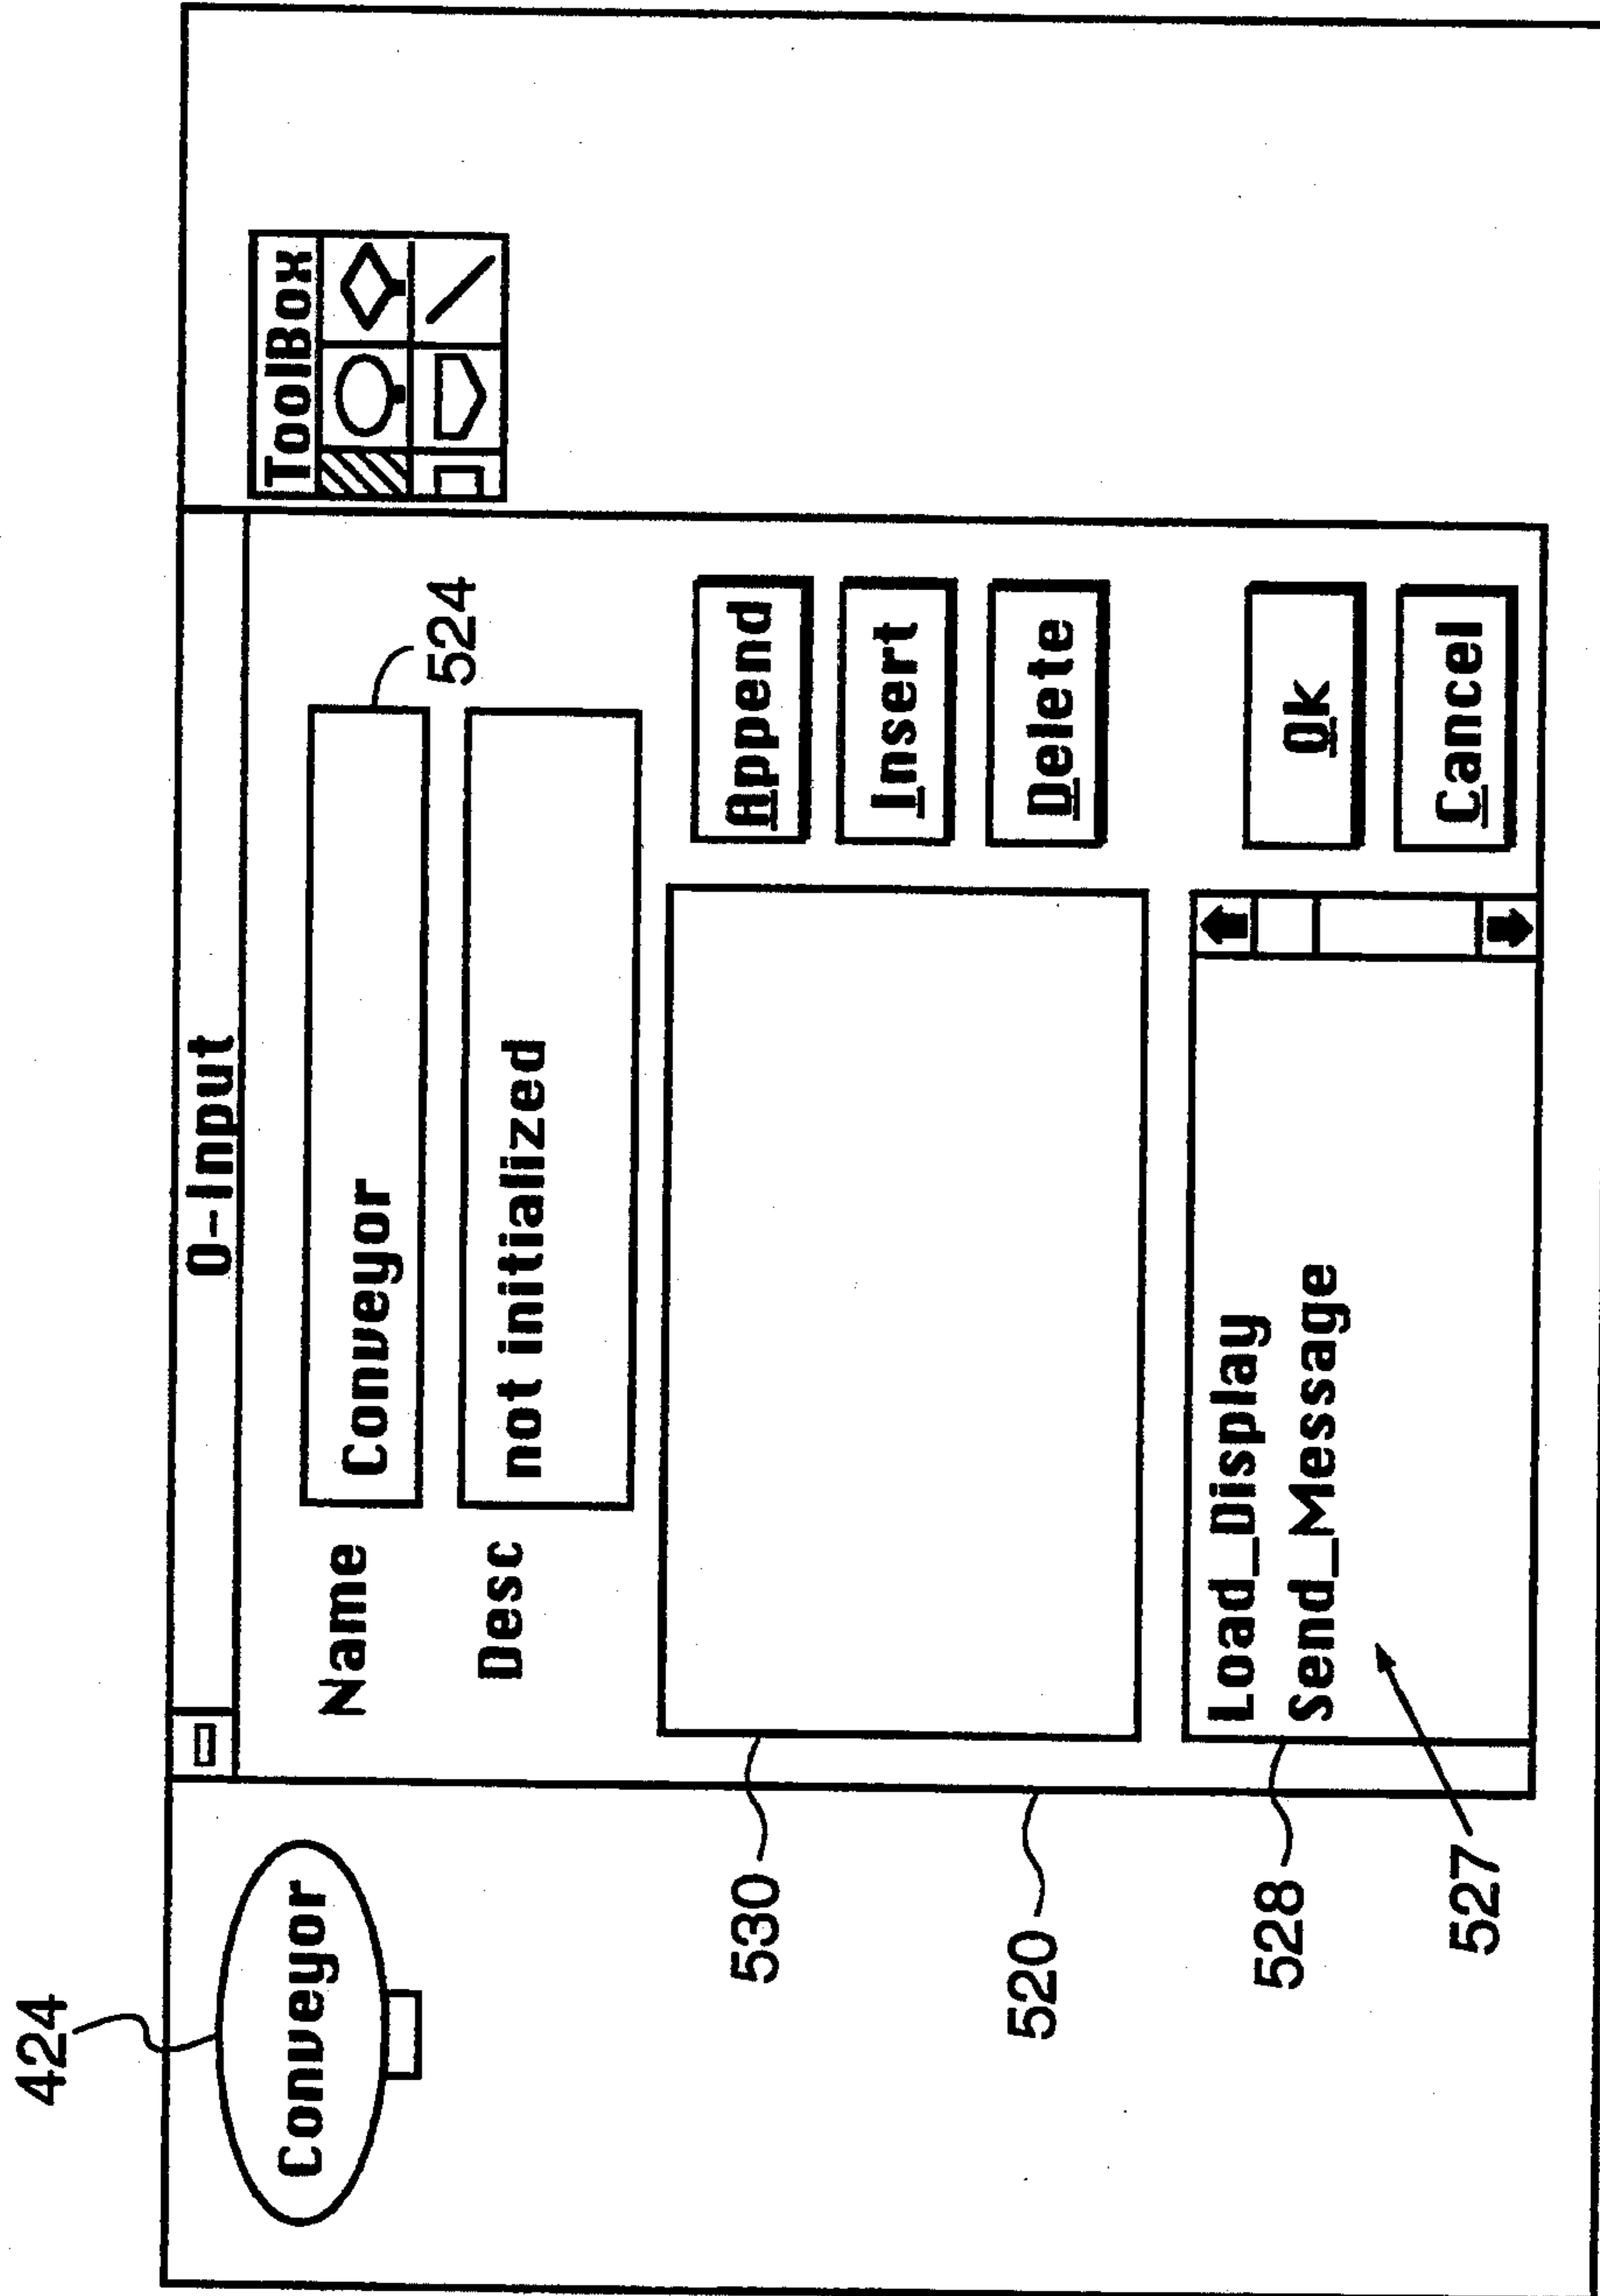 424
Conveyor
O-Input
Name Conveyor
524
Desc not initialized
530
520
528
527
Load_Display
Send_Message
Append
Insert
Delete
Ok
Cancel
ToolBox